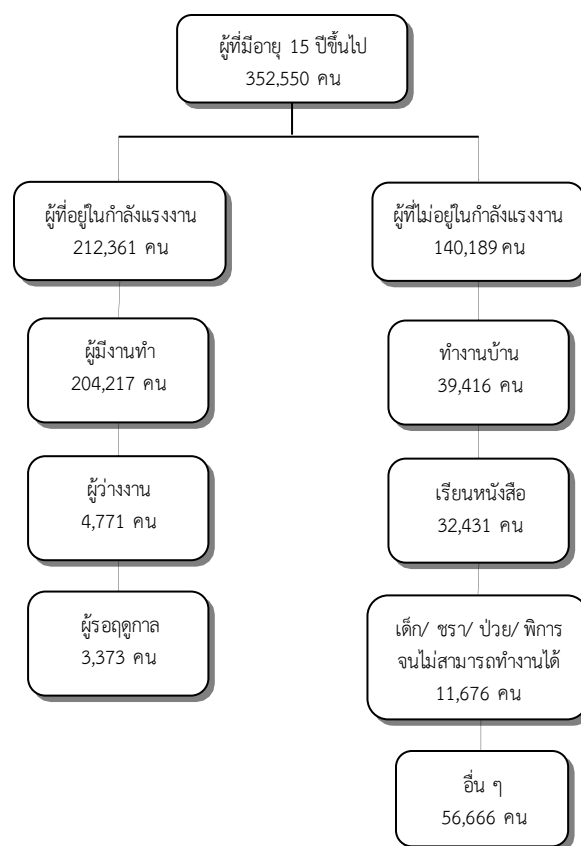 ผู้ที่มีอายุ 15 ปีขึ้นไป
352,550 คน
ผู้ที่อยู่ในกำลังแรงงาน
212,361 คน
ผู้มีงานทำ
204,217 คน
ผู้ว่างงาน
4,771 คน
ผู้รอฤดูกาล
3,373 คน
ผู้ที่ไม่อยู่ในกำลังแรงงาน
140,189 คน
ทำงานบ้าน
39,416 คน
เรียนหนังสือ
32,431 คน
เด็ก/ ชรา/ ป่วย/ พิการ
จนไม่สามารถทำงานได้
11,676 คน
อื่น ๆ
56,666 คน